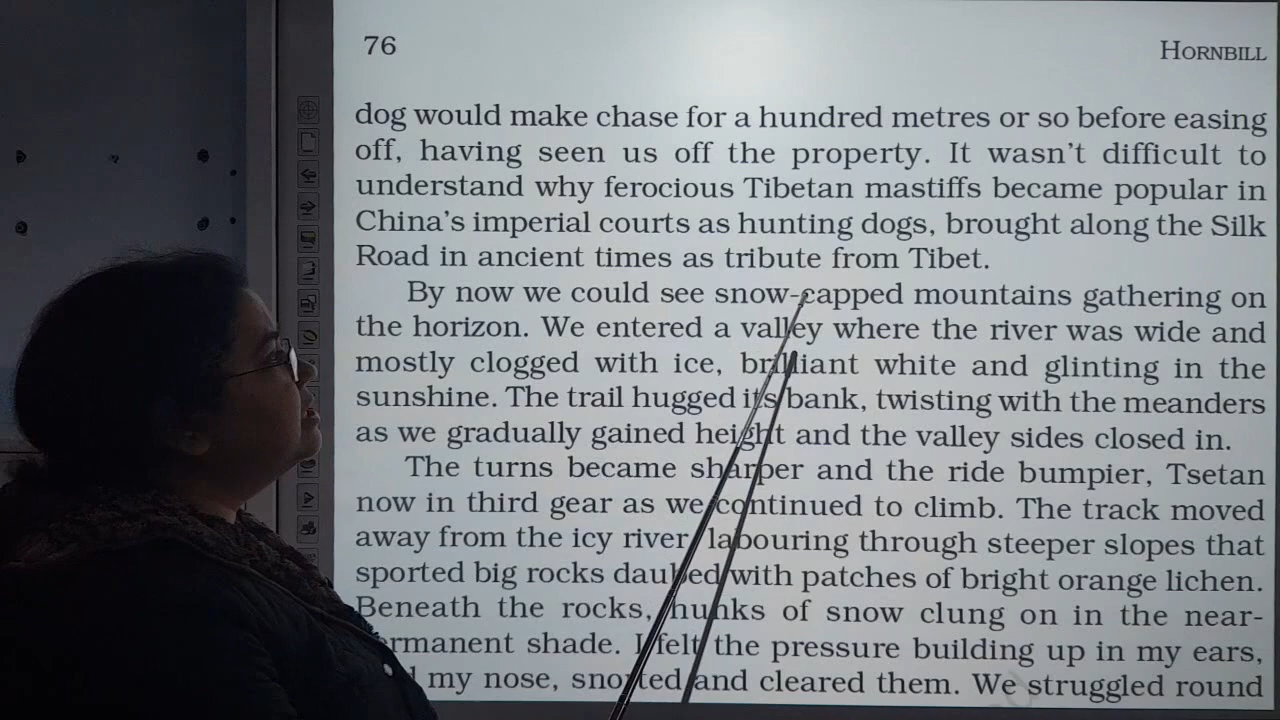 76
HORNBILL
dog would make chase for a hundred metres or so before easing
off, having seen us off the property. It wasn't difficult to
understand why ferocious Tibetan mastiffs became popular in
China's imperial courts as hunting dogs, brought along the Silk
Road in ancient times as tribute from Tibet.
By now we could see snow-capped mountains gathering on
the horizon. We entered a valley where the river was wide and
mostly clogged with ice, brilliant white and glinting in the
sunshine. The trail hugged its bank, twisting with the meanders
as we gradually gained height and the valley sides closed in.
The turns became sharper and the ride bumpier, Tsetan
now in third gear as we continued to climb. The track moved
away from the icy river, labouring through steeper slopes that
sported big rocks daubed with patches of bright orange lichen.
Beneath the rocks, hunks of snow clung on in the near-
shade. I felt the pressure building up in my ears,
my nose, snorted and cleared them. We struggled round